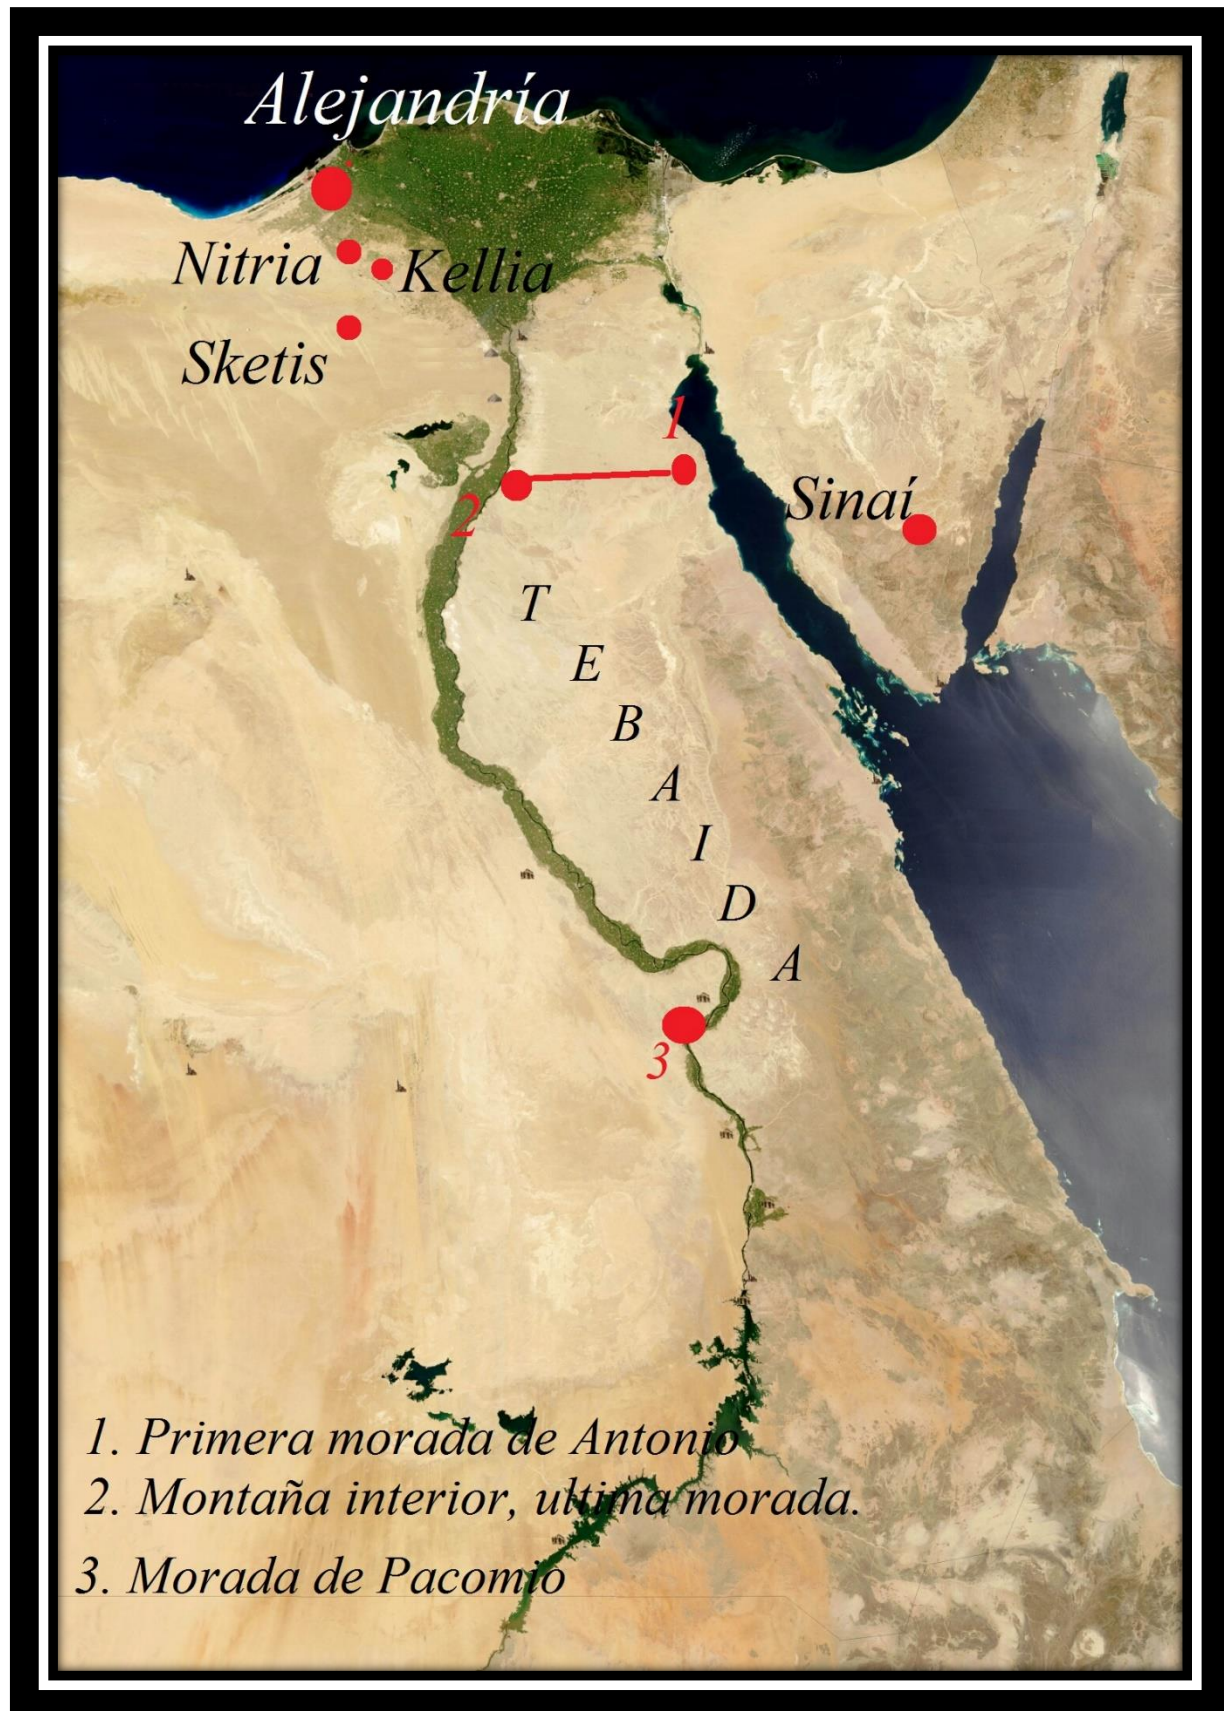 Alejandría
Nitria
Kellia
Sketis
1
2
Sinaí
T
E
B
A
I
D
A
3
1. Primera morada de Antonio
2. Montaña interior, ultima morada.
3. Morada de Pacomio